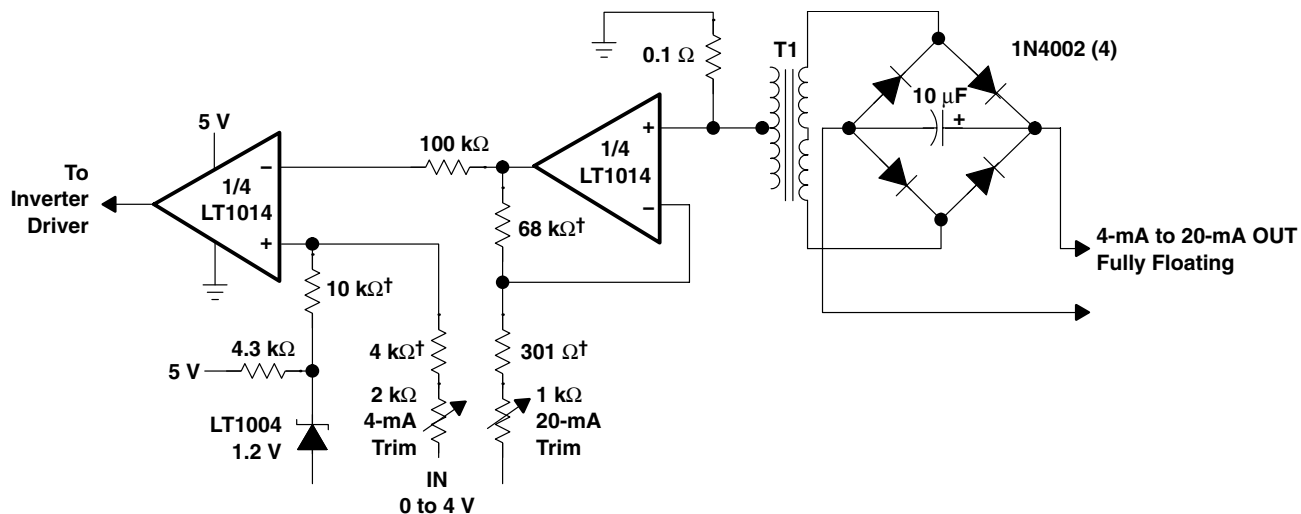 0.1 Ω
T1
1N4002 (4)
10 μF
+
5 V
100 kΩ
+
1/4
LT1014
−
−
1/4
LT1014
+
To
Inverter
Driver
68 kΩ†
10 kΩ†
4-mA to 20-mA OUT
Fully Floating
4.3 kΩ
5 V
4 kΩ†
301 Ω†
2 kΩ
4-mA
Trim
1 kΩ
20-mA
Trim
LT1004
1.2 V
IN
0 to 4 V